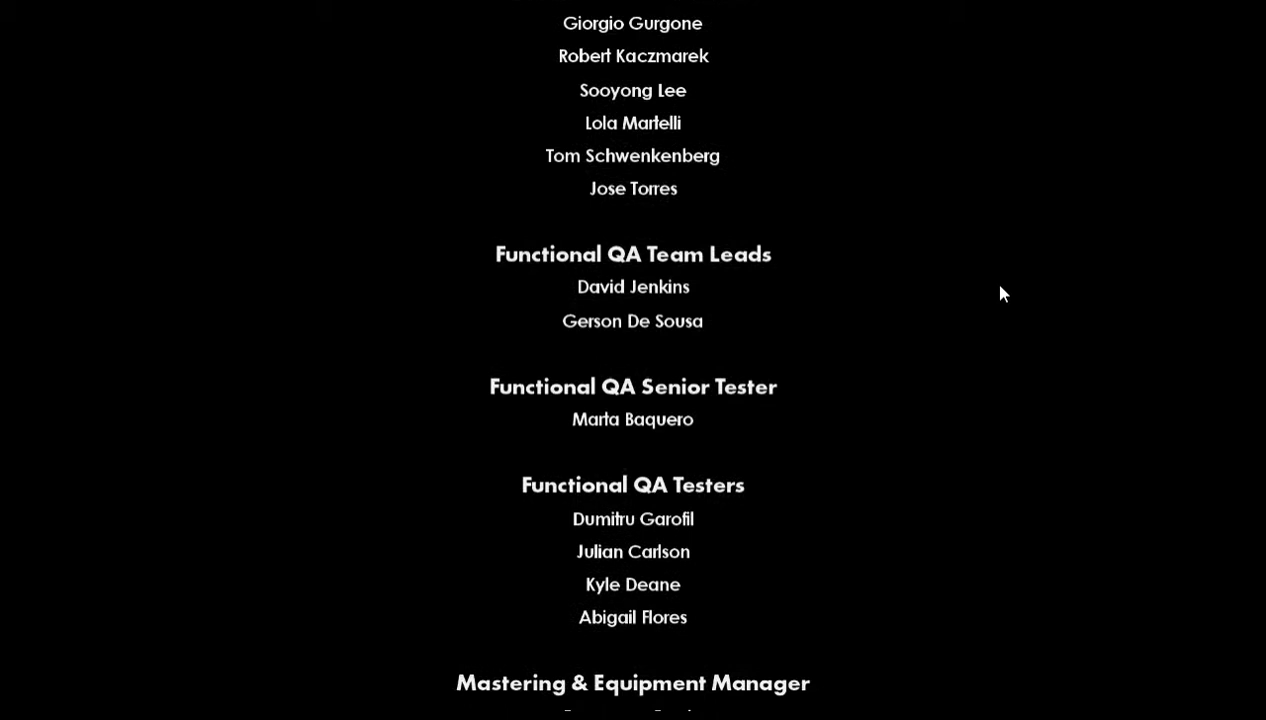 Giorgio Gurgone
Robert Kaczmarek
Sooyong Lee
Lola Martelli
Tom Schwenkenberg
Jose Torres
Functional QA Team Leads
David Jenkins
Gerson De Sousa
Functional QA Senior Tester
Marta Baquero
Functional QA Testers
Dumitru Garofil
Julian Carlson
Kyle Deane
Abigail Flores
Mastering & Equipment Manager